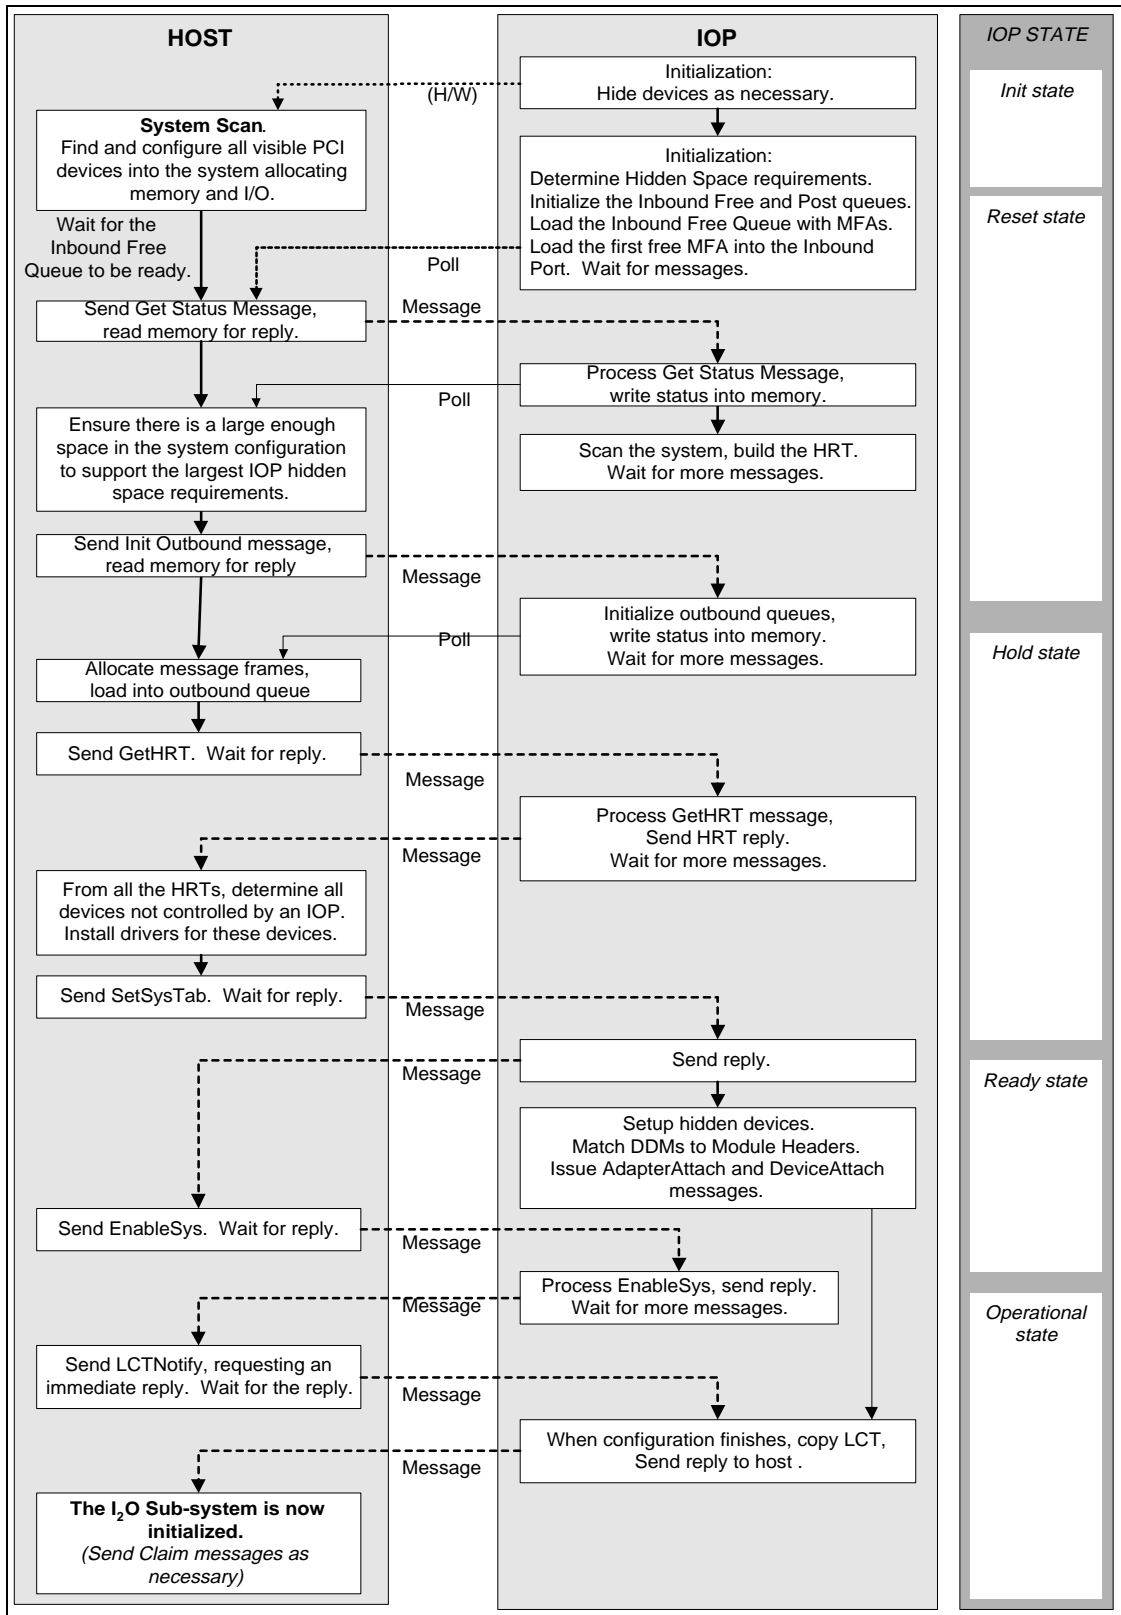 HOST
IOP
IOP STATE
Initialization:
Hide devices as necessary.
(H/W)
Init state
System Scan.
Find and configure all visible PCI
devices into the system allocating
memory and I/O.
Initialization:
Determine Hidden Space requirements.
Initialize the Inbound Free and Post queues.
Load the Inbound Free Queue with MFAs.
Load the first free MFA into the Inbound
Port. Wait for messages.
Reset state
Wait for the
Inbound Free
Queue to be ready.
Poll
Send Get Status Message,
read memory for reply.
Message
Process Get Status Message,
write status into memory.
Poll
Ensure there is a large enough
space in the system configuration
to support the largest IOP hidden
space requirements.
Scan the system, build the HRT.
Wait for more messages.
Send Init Outbound message,
read memory for reply
Message
Initialize outbound queues,
write status into memory.
Wait for more messages.
Poll
Hold state
Allocate message frames,
load into outbound queue
Send GetHRT. Wait for reply.
Message
Process GetHRT message,
Send HRT reply.
Wait for more messages.
Message
From all the HRTs, determine all
devices not controlled by an IOP.
Install drivers for these devices.
Send SetSysTab. Wait for reply.
Message
Send reply.
Message
Ready state
Setup hidden devices.
Match DDMs to Module Headers.
Issue AdapterAttach and DeviceAttach
messages.
Send EnableSys. Wait for reply.
Message
Process EnableSys, send reply.
Wait for more messages.
Message
Operational
state
Send LCTNotify, requesting an
immediate reply. Wait for the reply.
Message
When configuration finishes, copy LCT,
Send reply to host .
Message
The I₂O Sub-system is now
initialized.
(Send Claim messages as
necessary)